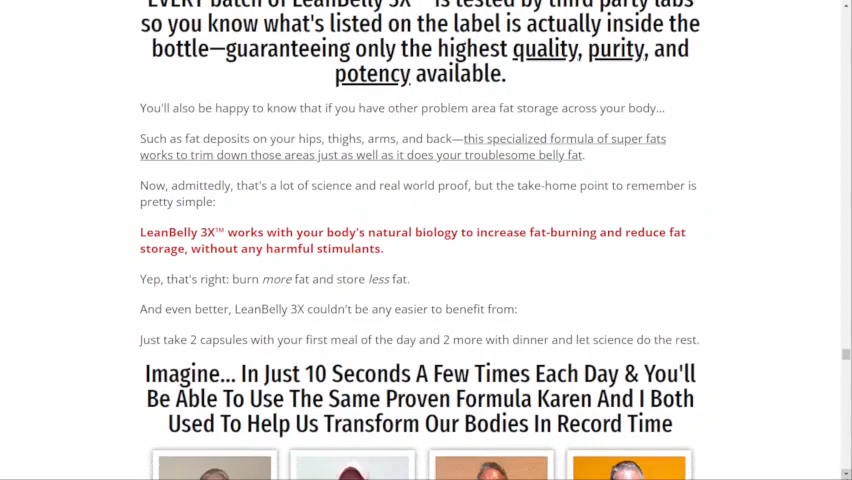 EVERY batch of LeanBelly 3X™ is tested by third party labs
so you know what's listed on the label is actually inside the
bottle—guaranteeing only the highest quality, purity, and
potency available.
You'll also be happy to know that if you have other problem area fat storage across your body...
Such as fat deposits on your hips, thighs, arms, and back—this specialized formula of super fats
works to trim down those areas just as well as it does your troublesome belly fat.
Now, admittedly, that's a lot of science and real world proof, but the take-home point to remember is
pretty simple:
LeanBelly 3X™ works with your body's natural biology to increase fat-burning and reduce fat
storage, without any harmful stimulants.
Yep, that's right: burn more fat and store less fat.
And even better, LeanBelly 3X couldn't be any easier to benefit from:
Just take 2 capsules with your first meal of the day and 2 more with dinner and let science do the rest.
Imagine... In Just 10 Seconds A Few Times Each Day & You'll
Be Able To Use The Same Proven Formula Karen And I Both
Used To Help Us Transform Our Bodies In Record Time